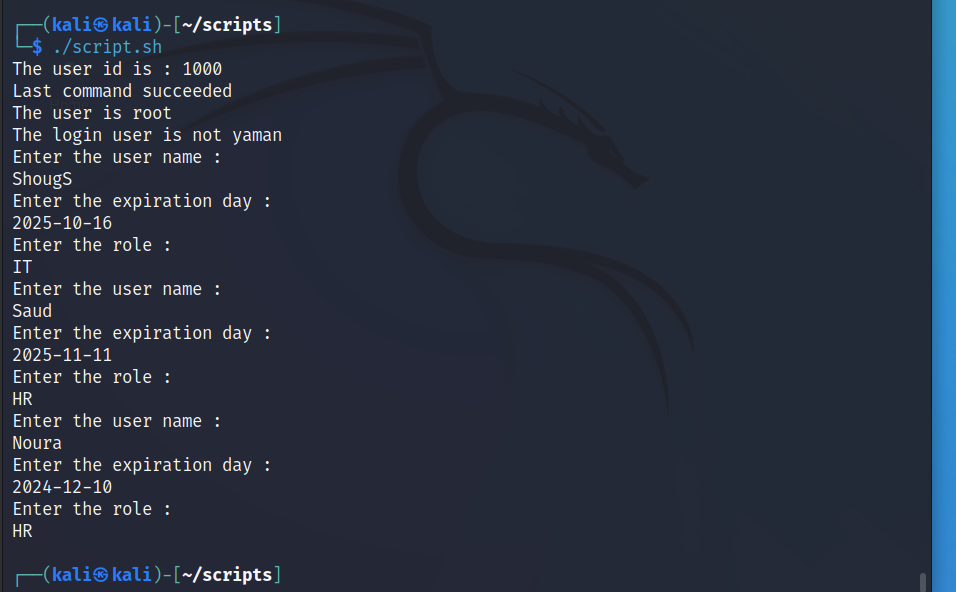 ┌──(kali㉿kali)-[~/scripts]
└─$ ./script.sh
The user id is : 1000
Last command succeeded
The user is root
The login user is not yaman
Enter the user name :
ShougS
Enter the expiration day :
2025-10-16
Enter the role :
IT
Enter the user name :
Saud
Enter the expiration day :
2025-11-11
Enter the role :
HR
Enter the user name :
Noura
Enter the expiration day :
2024-12-10
Enter the role :
HR
┌──(kali㉿kali)-[~/scripts]